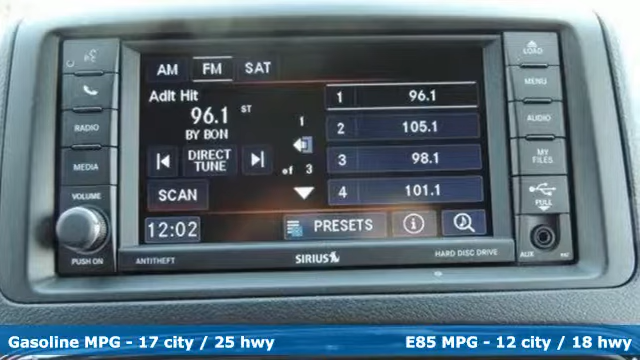 LOAD
AM FM SAT
MENU
Adlt Hit
96.1 ST
BY BON
1
of 3
DIRECT
TUNE
SCAN
1 96.1
2 105.1
3 98.1
4 101.1
RADIO
MEDIA
VOLUME
PUSH ON
AUDIO
MY
FILES
PULL
AUX
12:02
PRESETS
ANTITHEFT
SIRIUS
HARD DISC DRIVE
Gasoline MPG - 17 city / 25 hwy
E85 MPG - 12 city / 18 hwy